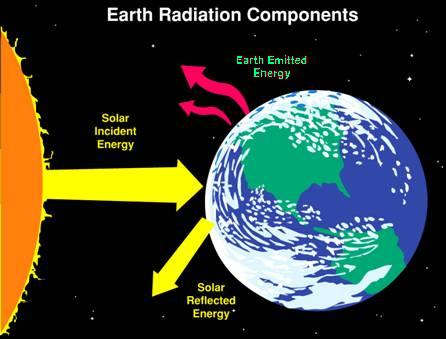 Earth Radiation Components
Earth Emitted
Energy
Solar
Incident
Energy
Solar
Reflected
Energy